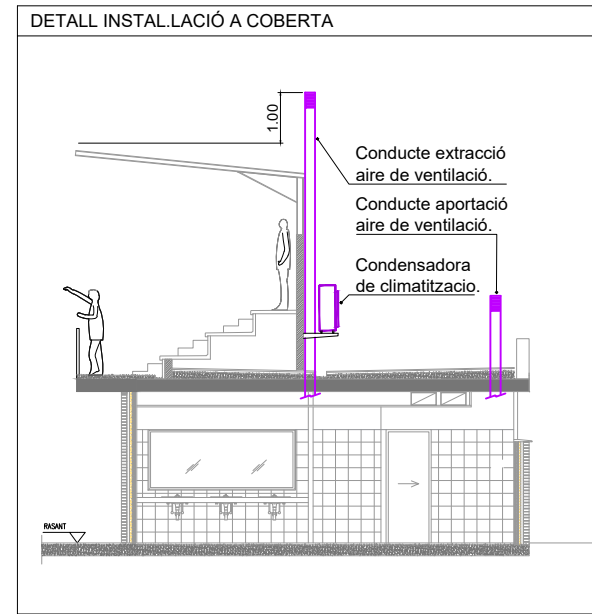 DETALL INSTAL.LACIÓ A COBERTA
1.00
Conducte extracció
aire de ventilació.
Conducte aportació
aire de ventilació.
Condensadora
de climatització.
RASANT